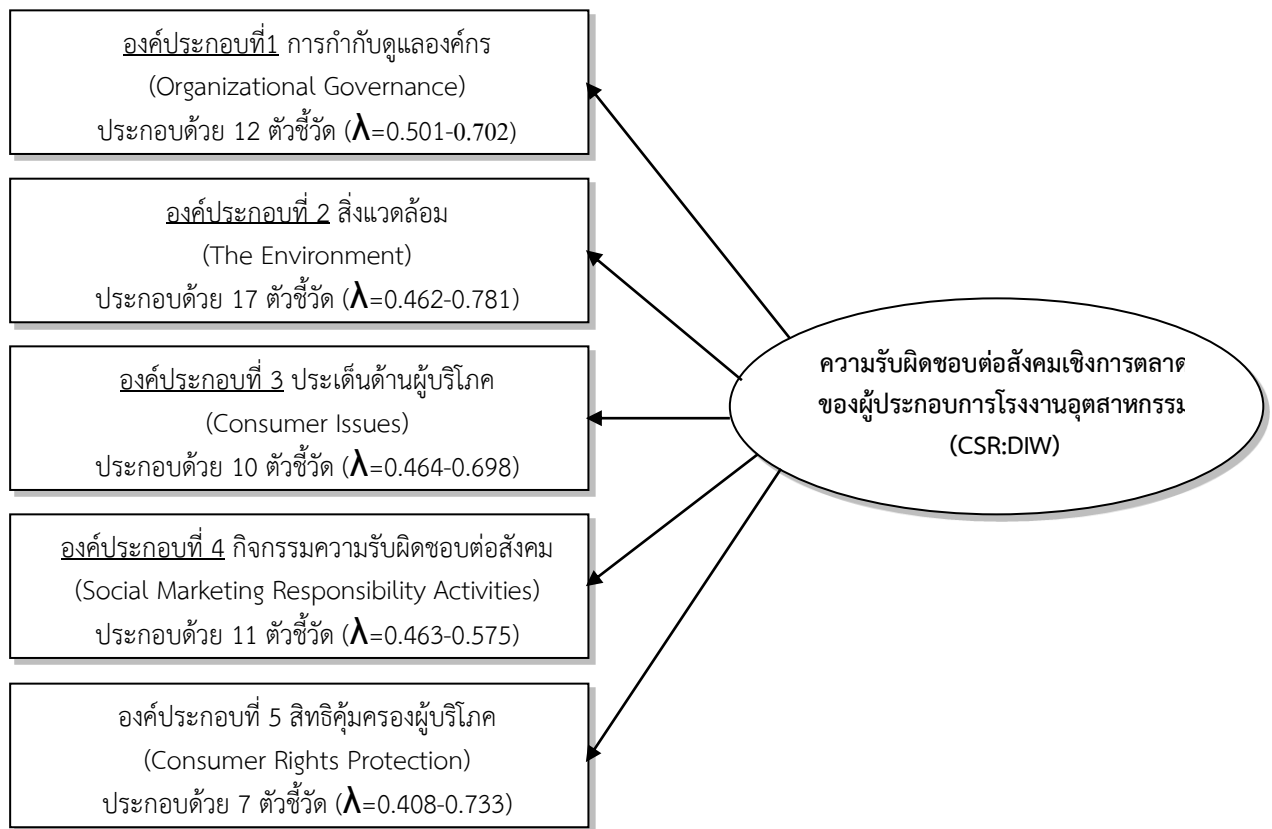 องค์ประกอบที่1 การกำกับดูแลองค์กร
(Organizational Governance)
ประกอบด้วย 12 ตัวชี้วัด (λ=0.501-0.702)
องค์ประกอบที่ 2 สิ่งแวดล้อม
(The Environment)
ประกอบด้วย 17 ตัวชี้วัด (λ=0.462-0.781)
องค์ประกอบที่ 3 ประเด็นด้านผู้บริโภค
(Consumer Issues)
ประกอบด้วย 10 ตัวชี้วัด (λ=0.464-0.698)
องค์ประกอบที่ 4 กิจกรรมความรับผิดชอบต่อสังคม
(Social Marketing Responsibility Activities)
ประกอบด้วย 11 ตัวชี้วัด (λ=0.463-0.575)
องค์ประกอบที่ 5 สิทธิคุ้มครองผู้บริโภค
(Consumer Rights Protection)
ประกอบด้วย 7 ตัวชี้วัด (λ=0.408-0.733)
ความรับผิดชอบต่อสังคมเชิงการตลาด
ของผู้ประกอบการโรงงานอุตสาหกรรม
(CSR:DIW)